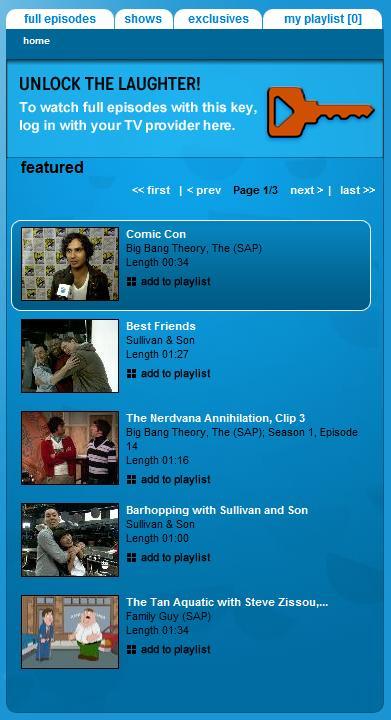 full episodes
shows
exclusives
my playlist [0]
home
UNLOCK THE LAUGHTER!
To watch full episodes with this key,
log in with your TV provider here.
featured
<< first | < prev Page 1/3 next > | last >>
Comic Con
Big Bang Theory, The (SAP)
Length 00:34
add to playlist
Best Friends
Sullivan & Son
Length 01:27
add to playlist
The Nerdvana Annihilation, Clip 3
Big Bang Theory, The (SAP); Season 1, Episode
14
Length 01:16
add to playlist
Barhopping with Sullivan and Son
Sullivan & Son
Length 01:00
add to playlist
The Tan Aquatic with Steve Zissou,...
Family Guy (SAP)
Length 01:34
add to playlist